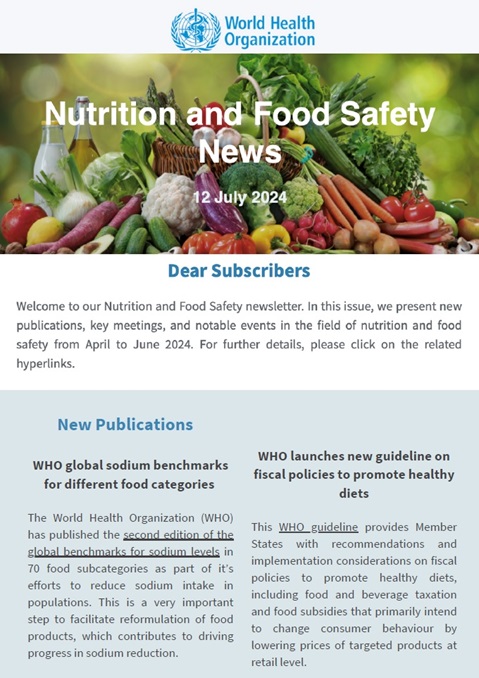 World Health
Organization
Nutrition and Food Safety
News
12 July 2024
Dear Subscribers
Welcome to our Nutrition and Food Safety newsletter. In this issue, we present new
publications, key meetings, and notable events in the field of nutrition and food
safety from April to June 2024. For further details, please click on the related
hyperlinks.
New Publications
WHO global sodium benchmarks
for different food categories
The World Health Organization (WHO)
has published the second edition of the
global benchmarks for sodium levels in
70 food subcategories as part of it's
efforts to reduce sodium intake in
populations. This is a very important
step to facilitate reformulation of food
products, which contributes to driving
progress in sodium reduction.
WHO launches new guideline on
fiscal policies to promote healthy
diets
This WHO guideline provides Member
States with recommendations and
implementation considerations on fiscal
policies to promote healthy diets,
including food and beverage taxation
and food subsidies that primarily intend
to change consumer behaviour by
lowering prices of targeted products at
retail level.